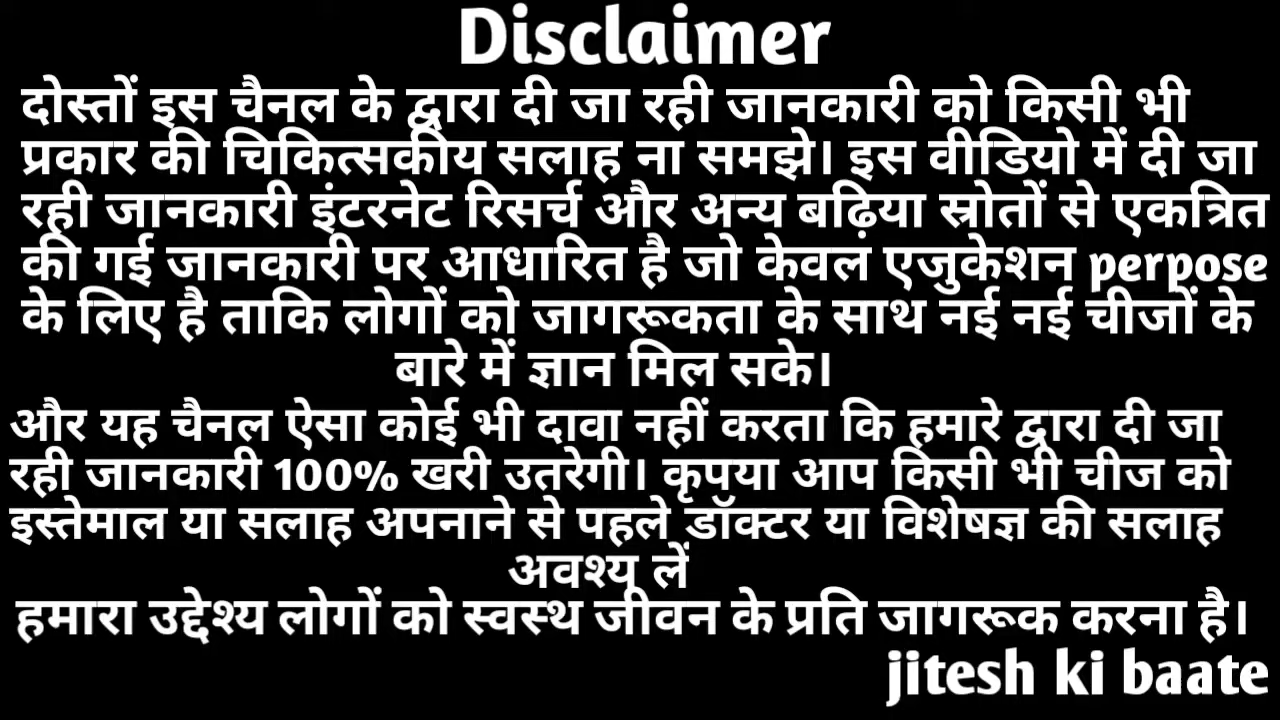 Disclaimer
दोस्तों इस चैनल के द्वारा दी जा रही जानकारी को किसी भी
प्रकार की चिकित्सकीय सलाह ना समझे। इस वीडियो में दी जा
रही जानकारी इंटरनेट रिसर्च और अन्य बढ़िया स्रोतों से एकत्रित
की गई जानकारी पर आधारित है जो केवल एजुकेशन perpose
के लिए है ताकि लोगों को जागरूकता के साथ नई नई चीजों के
बारे में ज्ञान मिल सके।
और यह चैनल ऐसा कोई भी दावा नहीं करता कि हमारे द्वारा दी जा
रही जानकारी 100% खरी उतरेगी। कृपया आप किसी भी चीज को
इस्तेमाल या सलाह अपनाने से पहले डॉक्टर या विशेषज्ञ की सलाह
अवश्य लें
हमारा उद्देश्य लोगों को स्वस्थ जीवन के प्रति जागरूक करना है।
jitesh ki baate